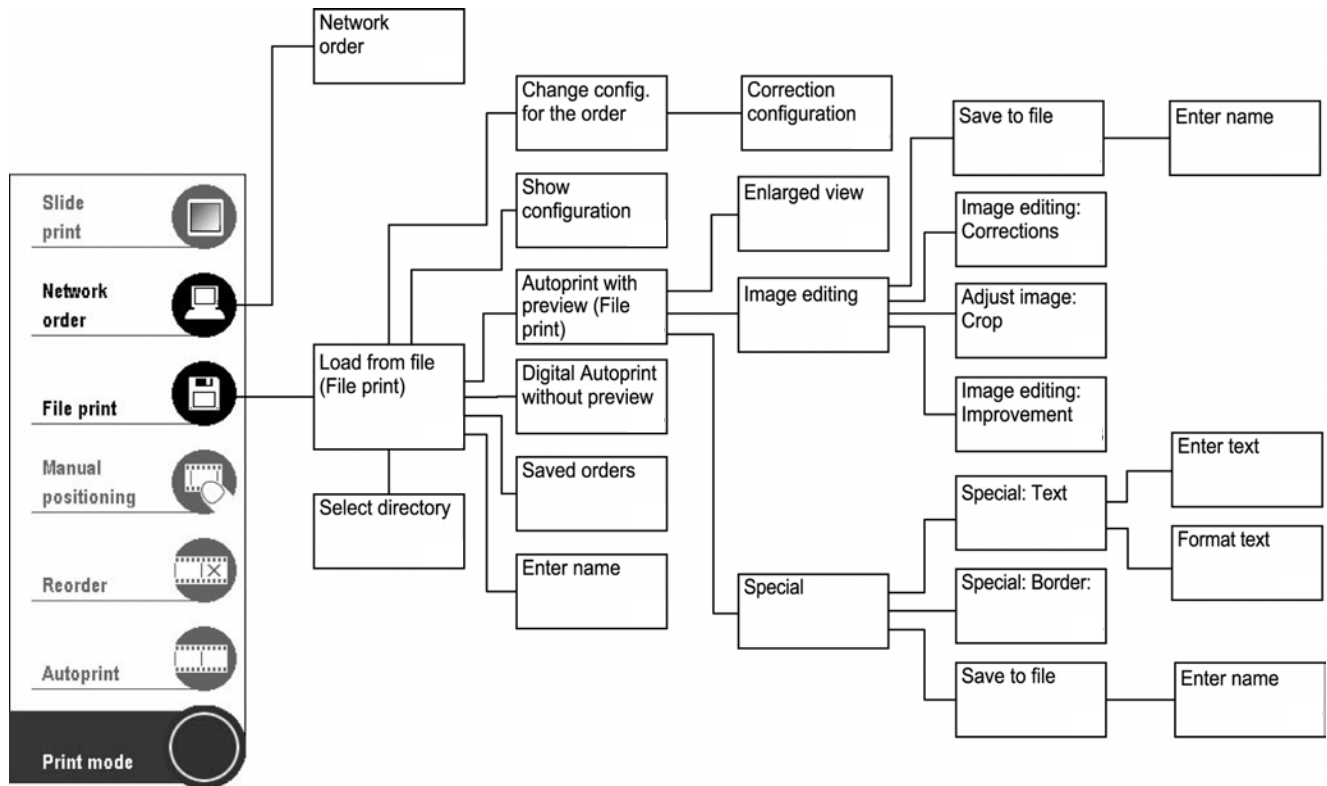 Network
order
Change config.
for the order
Correction
configuration
Save to file
Enter name
Slide
print
Show
configuration
Enlarged view
Image editing:
Corrections
Network
order
Autoprint with
preview (File
print)
Image editing
Adjust image:
Crop
Load from file
(File print)
File print
Digital Autoprint
without preview
Image editing:
Improvement
Manual
positioning
Saved orders
Enter text
Select directory
Special: Text
Format text
Reorder
Enter name
Special
Special: Border:
Autoprint
Save to file
Enter name
Print mode